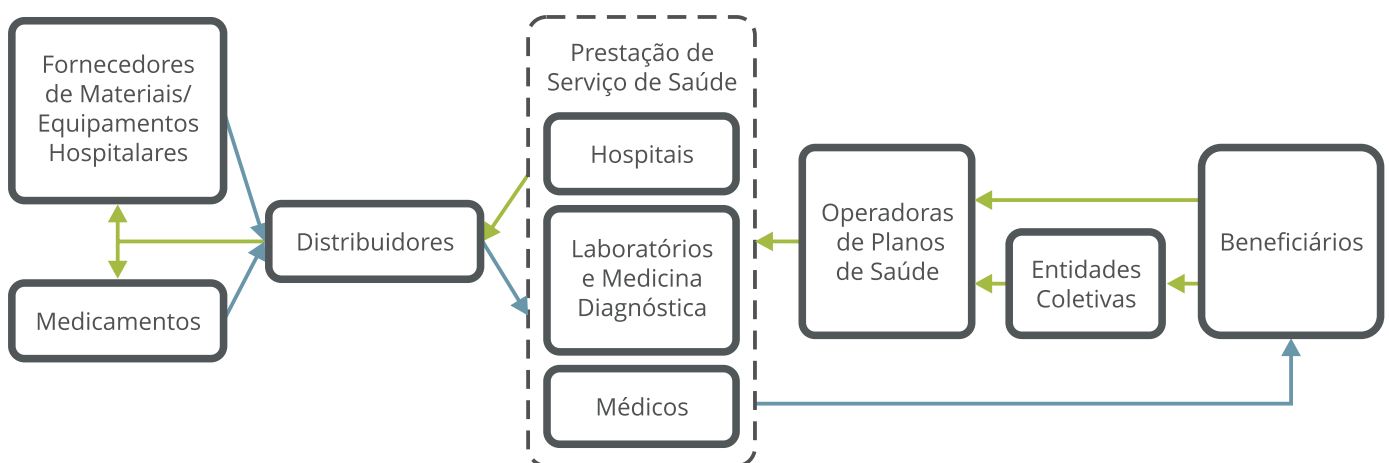 Fornecedores
de Materiais/
Equipamentos
Hospitalares
Medicamentos
Distribuidores
Prestação de
Serviço de Saúde
Hospitais
Laboratórios
e Medicina
Diagnóstica
Médicos
Operadoras
de Planos
de Saúde
Entidades
Coletivas
Beneficiários